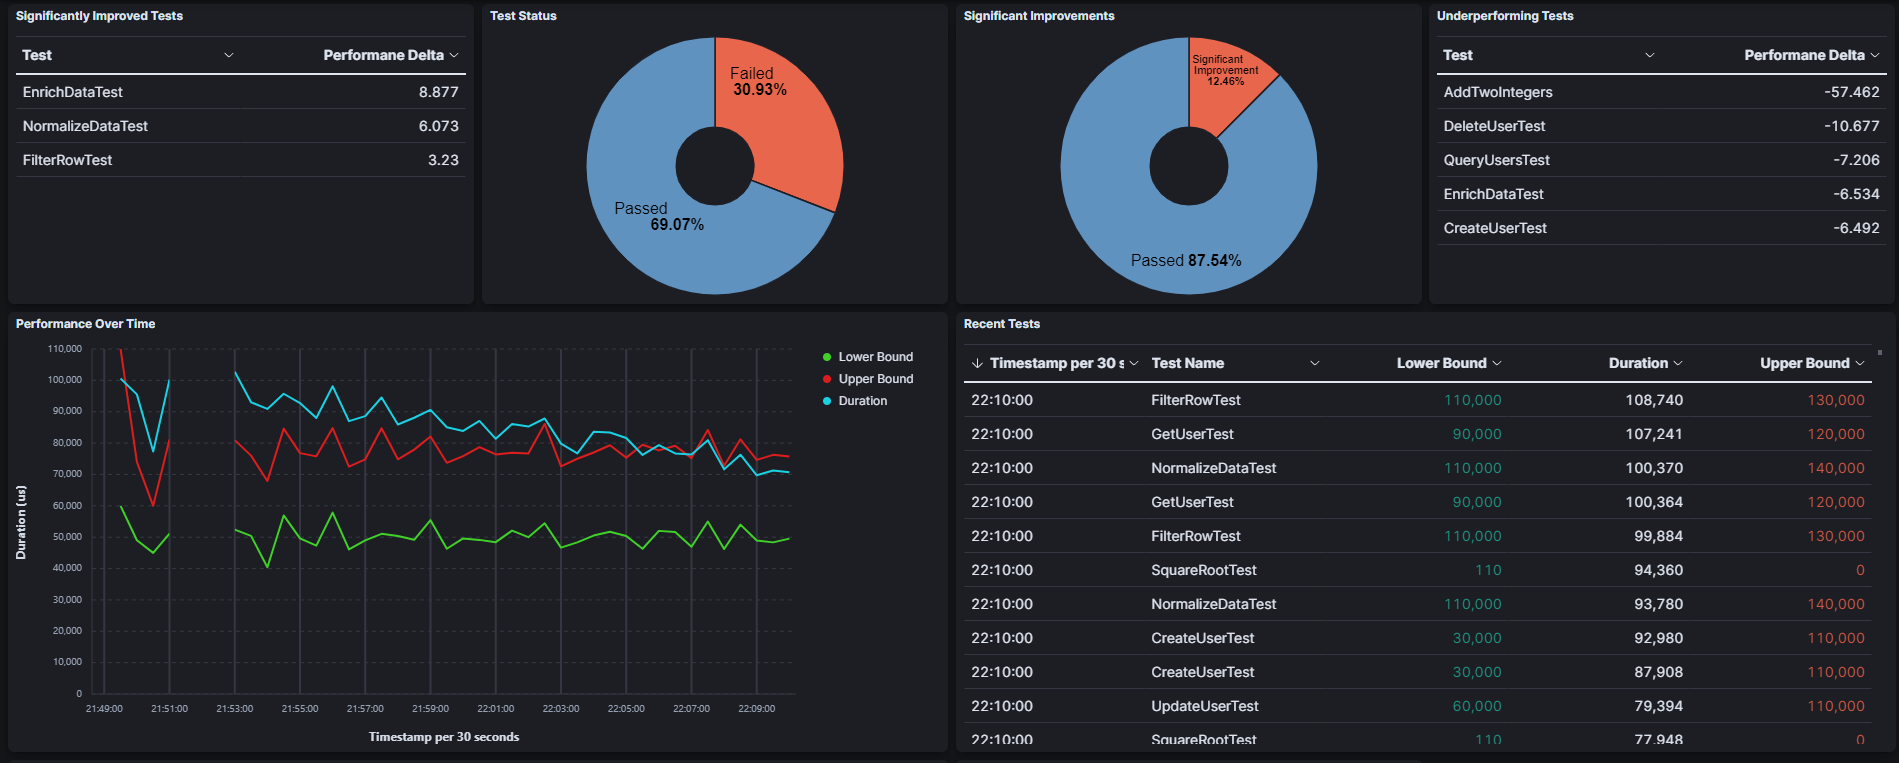 Significantly Improved Tests
Test Performane Delta
EnrichDataTest 8.877
NormalizeDataTest 6.073
FilterRowTest 3.23
Test Status
Failed
30.93%
Passed
69.07%
Significant Improvements
Significant
Improvement
12.46%
Passed 87.54%
Underperforming Tests
Test Performane Delta
AddTwoIntegers -57.462
DeleteUserTest -10.677
QueryUsersTest -7.206
EnrichDataTest -6.534
CreateUserTest -6.492
Performance Over Time
110,000
100,000
90,000
80,000
70,000
60,000
50,000
40,000
30,000
20,000
10,000
0
Duration (us)
21:49:00 21:51:00 21:53:00 21:55:00 21:57:00 21:59:00 22:01:00 22:03:00 22:05:00 22:07:00 22:09:00
Timestamp per 30 seconds
Lower Bound
Upper Bound
Duration
Recent Tests
Timestamp per 30 s Test Name Lower Bound Duration Upper Bound
22:10:00 FilterRowTest 110,000 108,740 130,000
22:10:00 GetUserTest 90,000 107,241 120,000
22:10:00 NormalizeDataTest 110,000 100,370 140,000
22:10:00 GetUserTest 90,000 100,364 120,000
22:10:00 FilterRowTest 110,000 99,884 130,000
22:10:00 SquareRootTest 110 94,360 0
22:10:00 NormalizeDataTest 110,000 93,780 140,000
22:10:00 CreateUserTest 30,000 92,980 110,000
22:10:00 CreateUserTest 30,000 87,908 110,000
22:10:00 UpdateUserTest 60,000 79,394 110,000
22:10:00 SquareRootTest 110 77,948 0